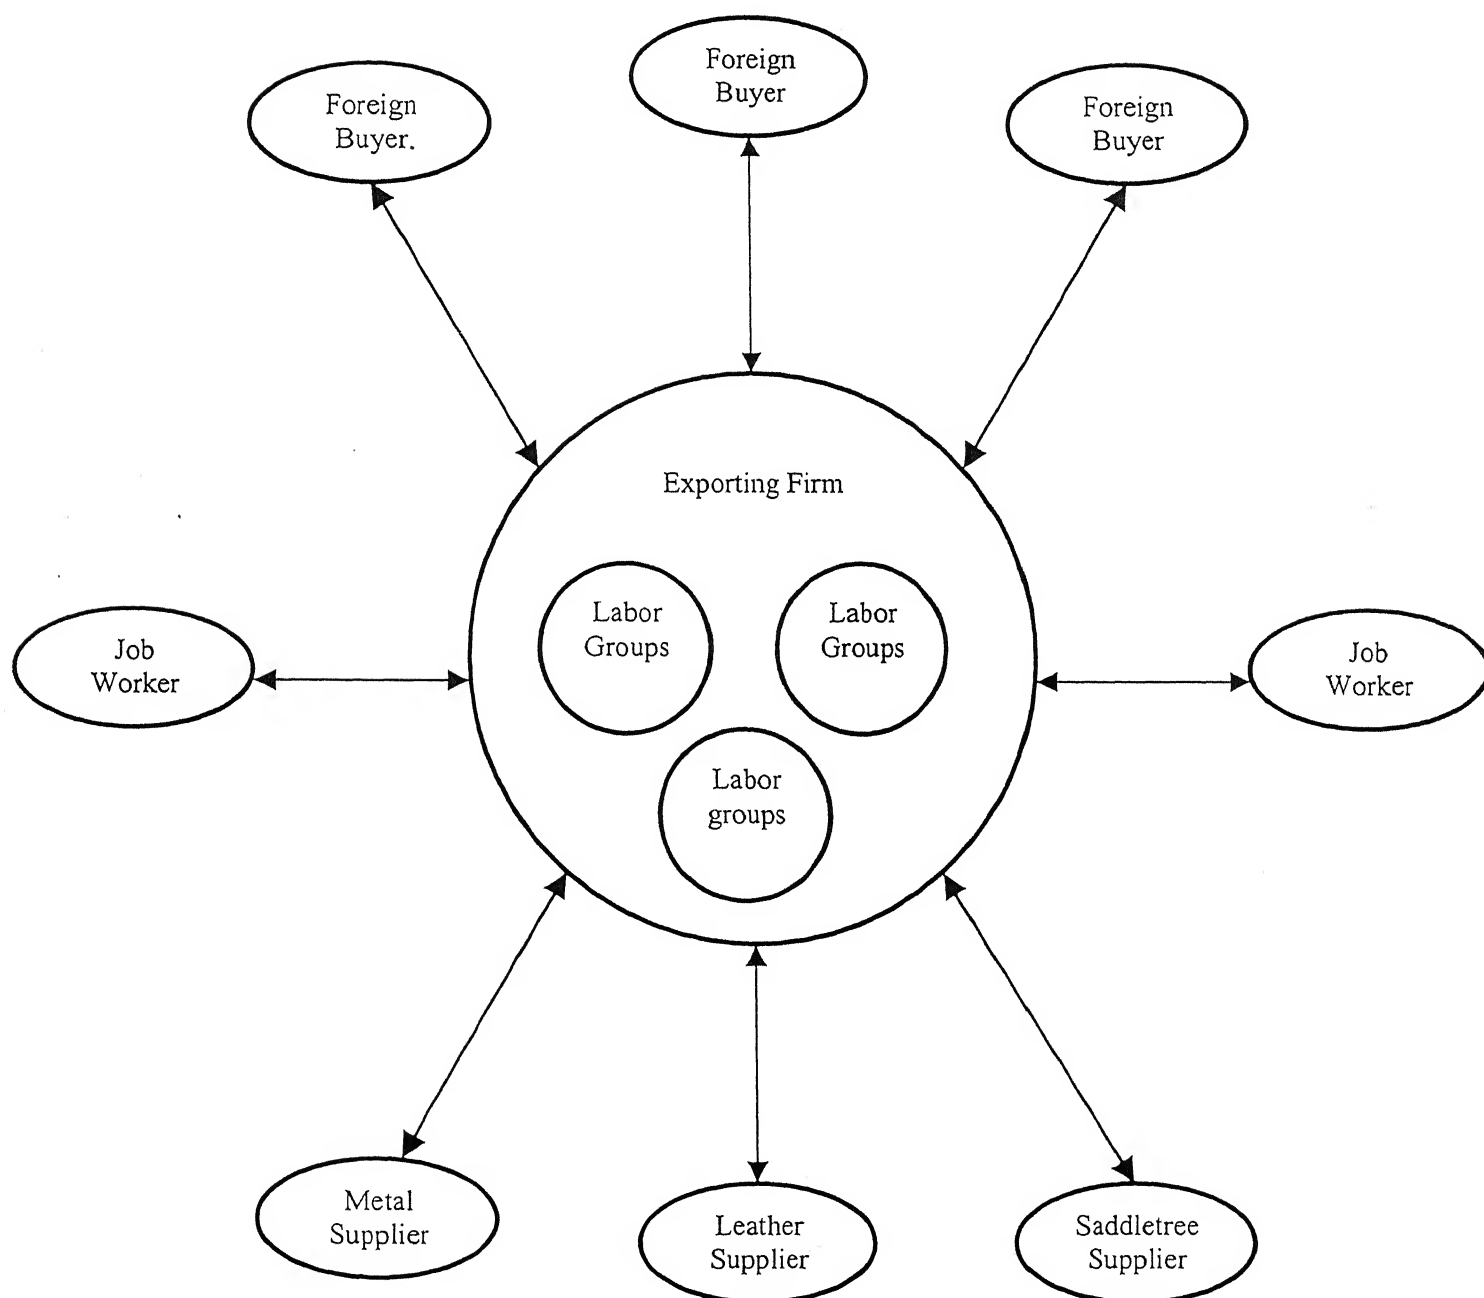 Foreign
Buyer
Foreign
Buyer.
Foreign
Buyer
Exporting Firm
Labor
Groups
Labor
Groups
Job
Worker
Job
Worker
Labor
groups
Metal
Supplier
Leather
Supplier
Saddletree
Supplier